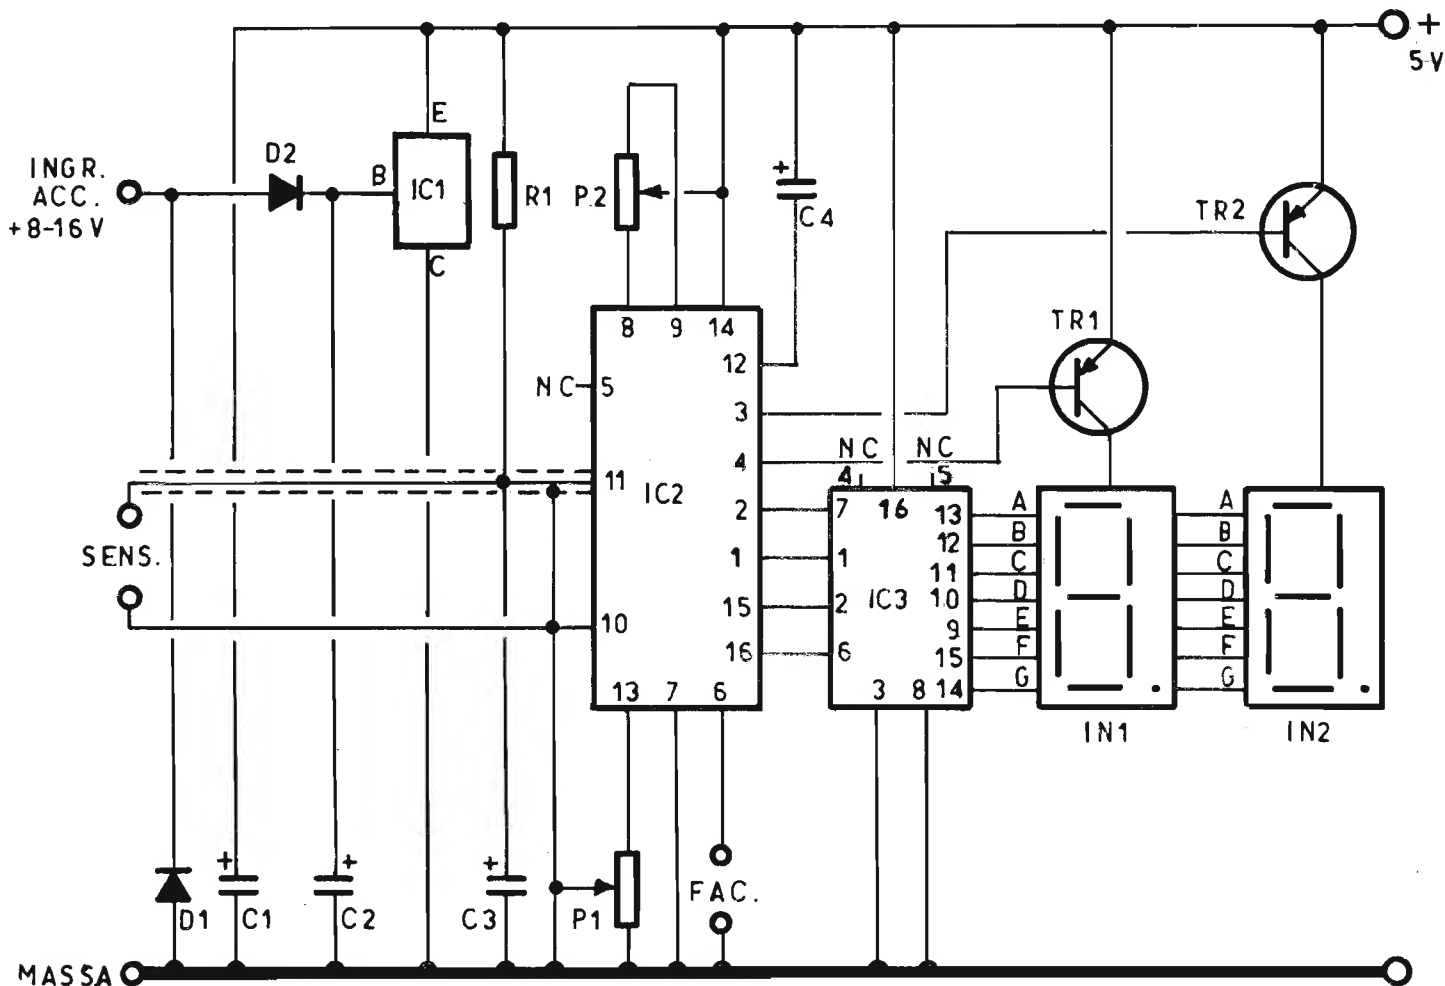 +
5-V
E
D2
INGR.
ACC.
+8-16 V
B
IC1
R1
P2
+
C4
TR2
C
TR1
8 9 14
12
NC 5
3
4
NC NC
4 5
11
IC2
2
7 16 13 A A
12 B B
SENS.
1
1
11 C C
IC3
10 D D
15
2
9 E E
10
16
6
15 F F
13 7 6
3 8 14 G G
IN1
IN2
+ + +
D1 C1 C2 C3 P1 FAC.
MASSA